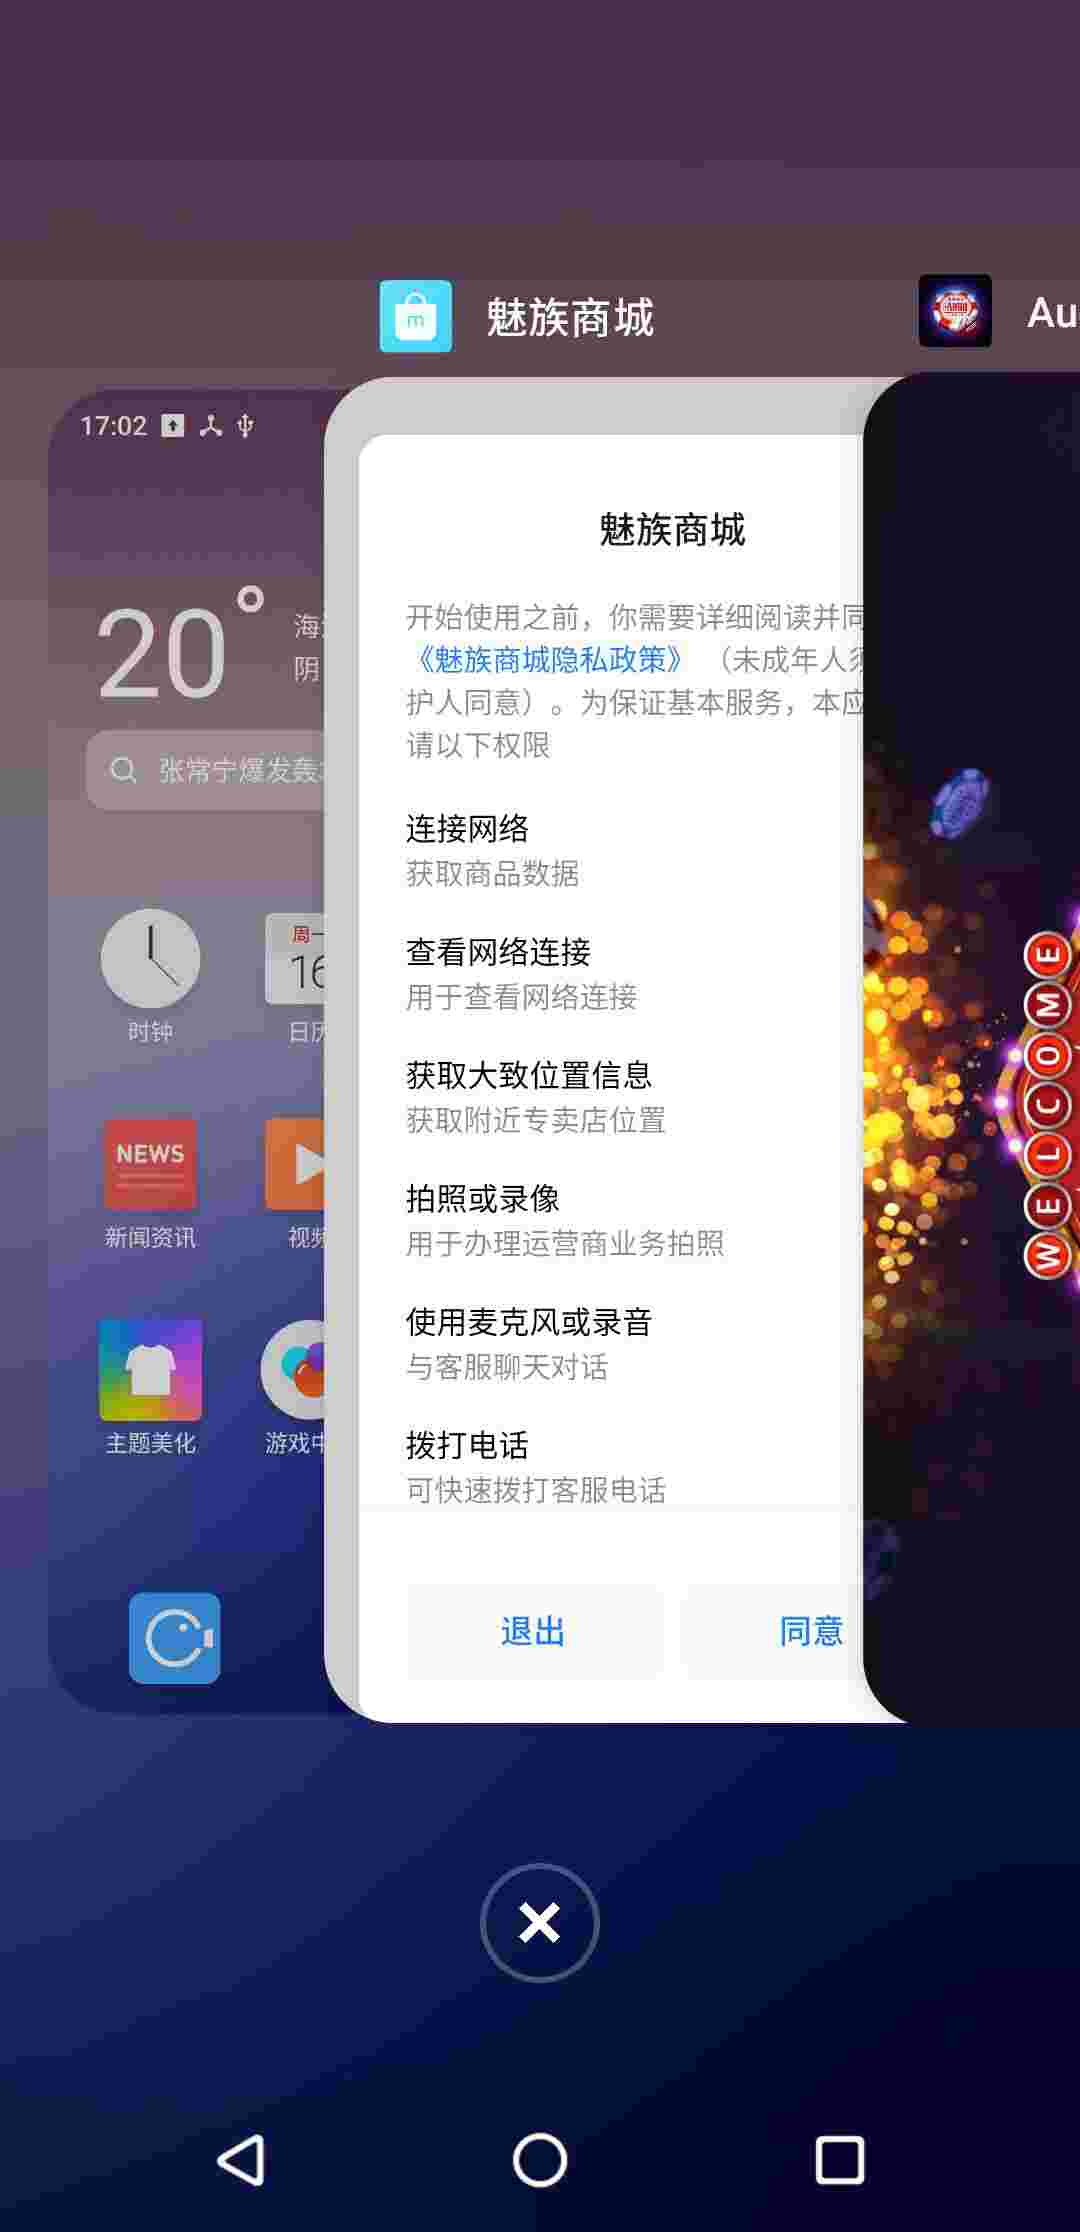 魅族商城
Au
17:02
20°
阴
张常宁爆发轰
周一
16
时钟
NEWS
新闻资讯
主题美化
魅族商城
开始使用之前，你需要详细阅读并同
《魅族商城隐私政策》（未成年人须
护人同意）。为保证基本服务，本应
请以下权限
连接网络
获取商品数据
查看网络连接
用于查看网络连接
获取大致位置信息
获取附近专卖店位置
拍照或录像
用于办理运营商业务拍照
使用麦克风或录音
与客服聊天对话
拨打电话
可快速拨打客服电话
退出
同意
日历
视频
游戏中
海
WELCOME